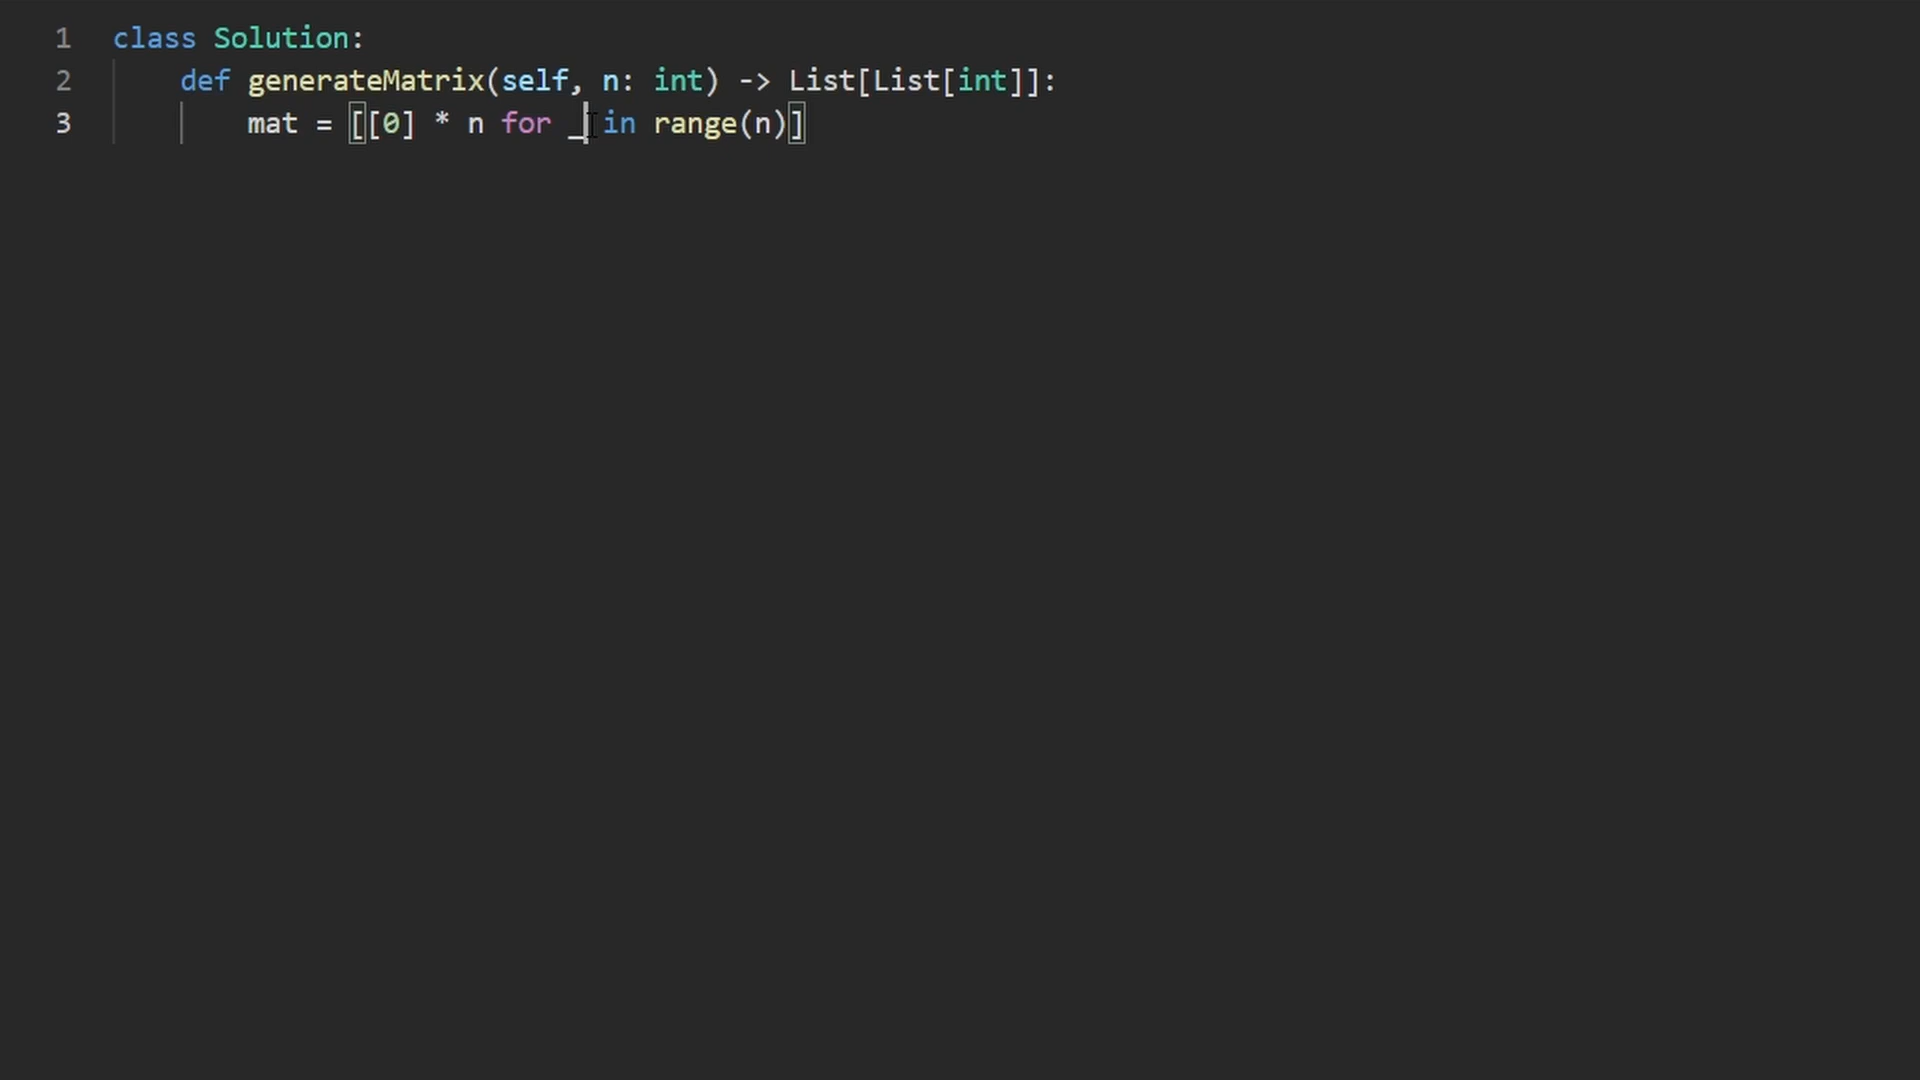 1 class Solution:
2 def generateMatrix(self, n: int) -> List[List[int]]:
3 mat = [[0] * n for _ in range(n)]